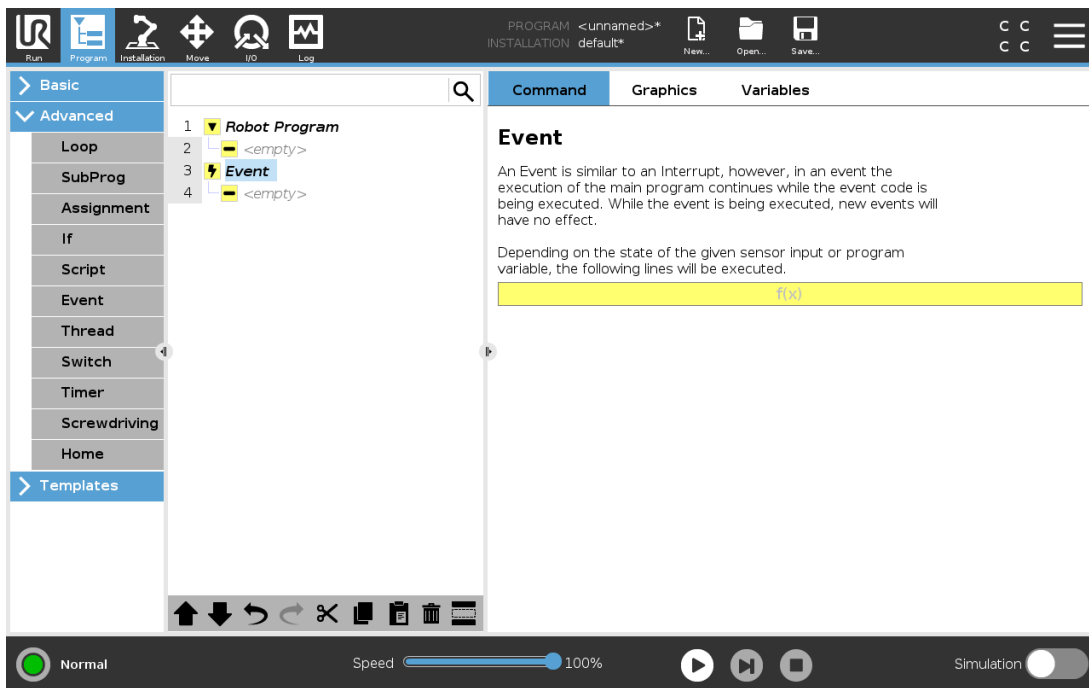 UR
Run
Program
Installation
Move
I/O
Log
PROGRAM <unnamed>*
INSTALLATION default*
New...
Open...
Save...
C C
C C
Basic
Advanced
Loop
SubProg
Assignment
If
Script
Event
Thread
Switch
Timer
Screwdriving
Home
Templates
1 Robot Program
2 <empty>
3 Event
4 <empty>
Command Graphics Variables
Event
An Event is similar to an Interrupt, however, in an event the
execution of the main program continues while the event code is
being executed. While the event is being executed, new events will
have no effect.
Depending on the state of the given sensor input or program
variable, the following lines will be executed.
f(x)
Normal
Speed 100%
Simulation